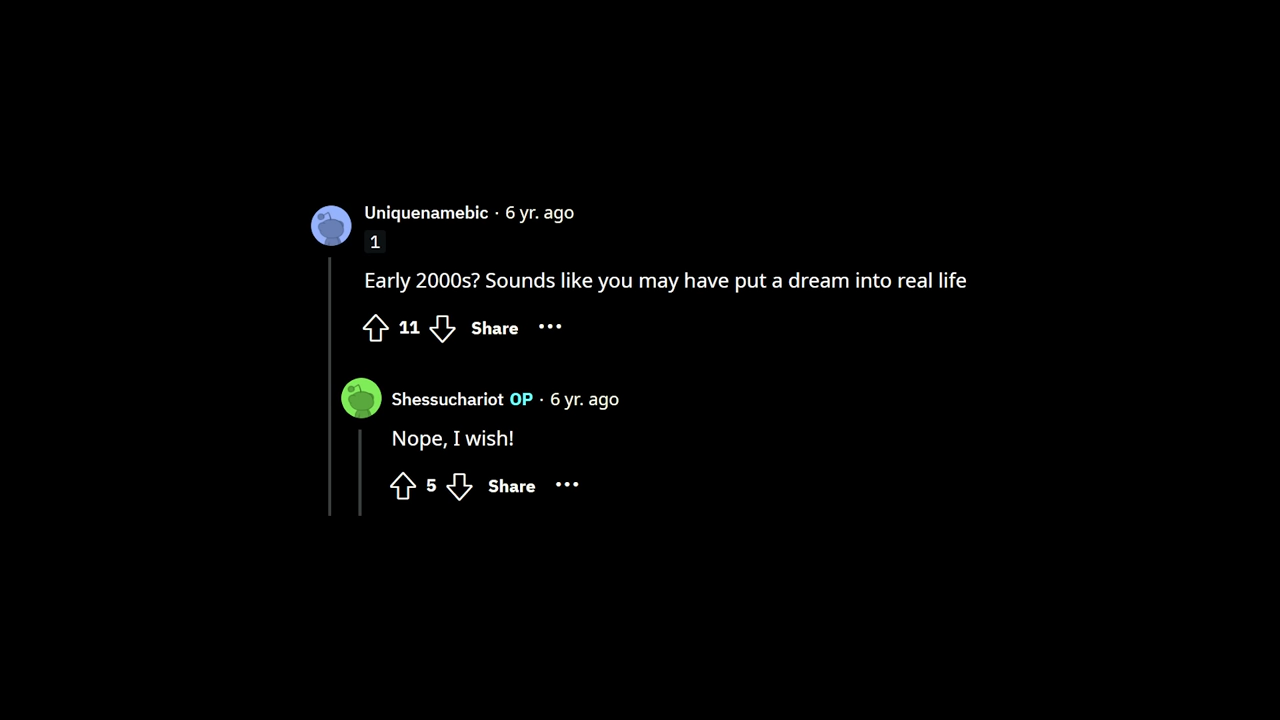 Uniquenamebic · 6 yr. ago
1
Early 2000s? Sounds like you may have put a dream into real life
11 Share •••
Shessuchariot OP · 6 yr. ago
Nope, I wish!
5 Share •••